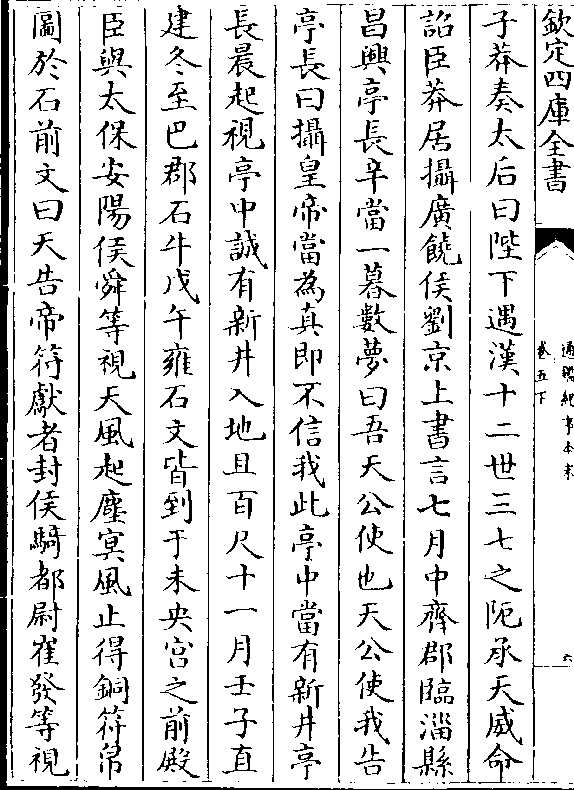 欽定四庫全書
通鑑紀事本末
卷五下
六
子莽奏太后曰陛下遇漢十二世三七之阨承天威命
詔臣莽居攝廣饒侯劉京上書言七月中齊郡臨淄縣
昌興亭長辛當一暮數夢曰吾天公使也天公使我告
亭長曰攝皇帝當為真即不信我此亭中當有新井亭
長晨起視亭中誠有新井入地且百尺十一月壬子直
建冬至巴郡石牛戊午雍石文皆到于未央宮之前殿
臣與太保安陽侯舜等視天風起塵冥風止得銅符帛
圖於石前文曰天告帝符獻者封侯騎都尉崔發等視